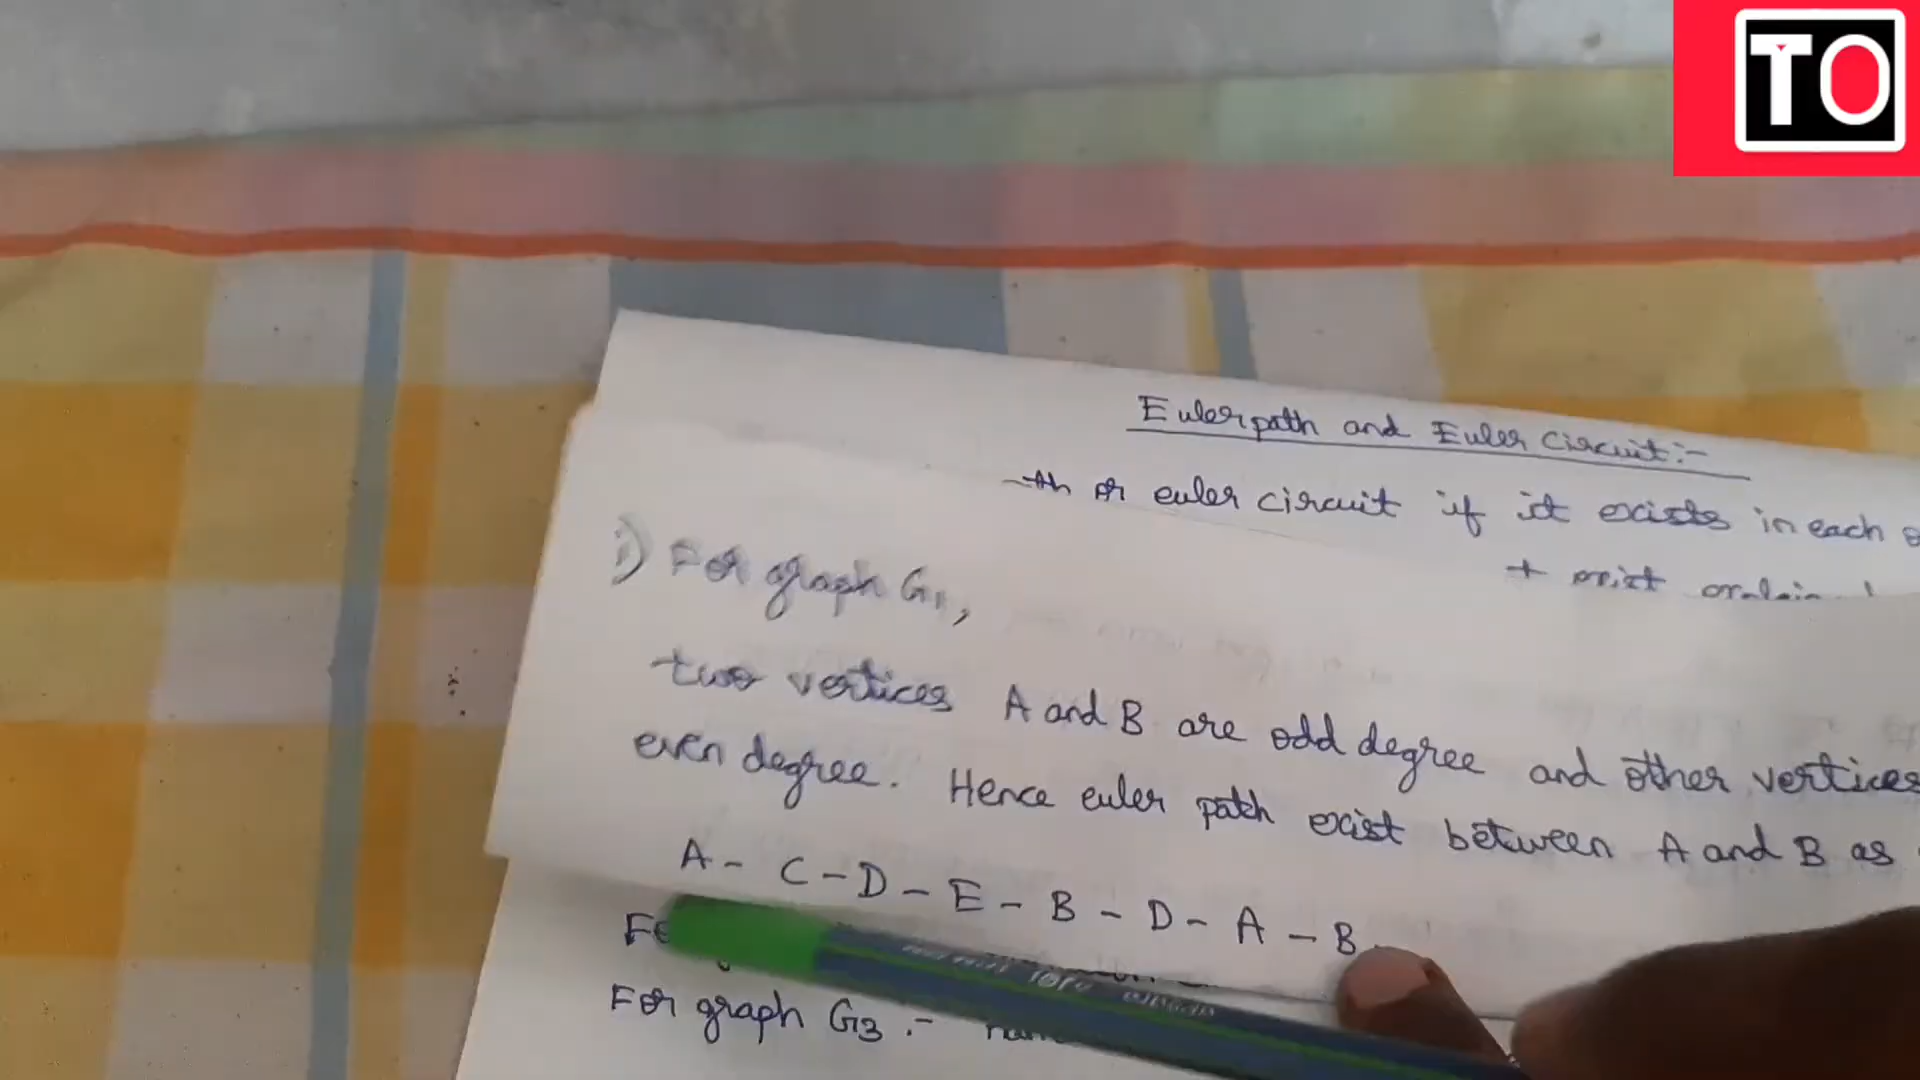 TO
Euler path and Euler Circuit:-
th or euler circuit if it exists in each
exist
i) For graph G1,
two vertices A and B are odd degree and other vertices
even degree. Hence euler path exist between A and B as
A - C - D - E - B - D - A - B
For graph G3 :-